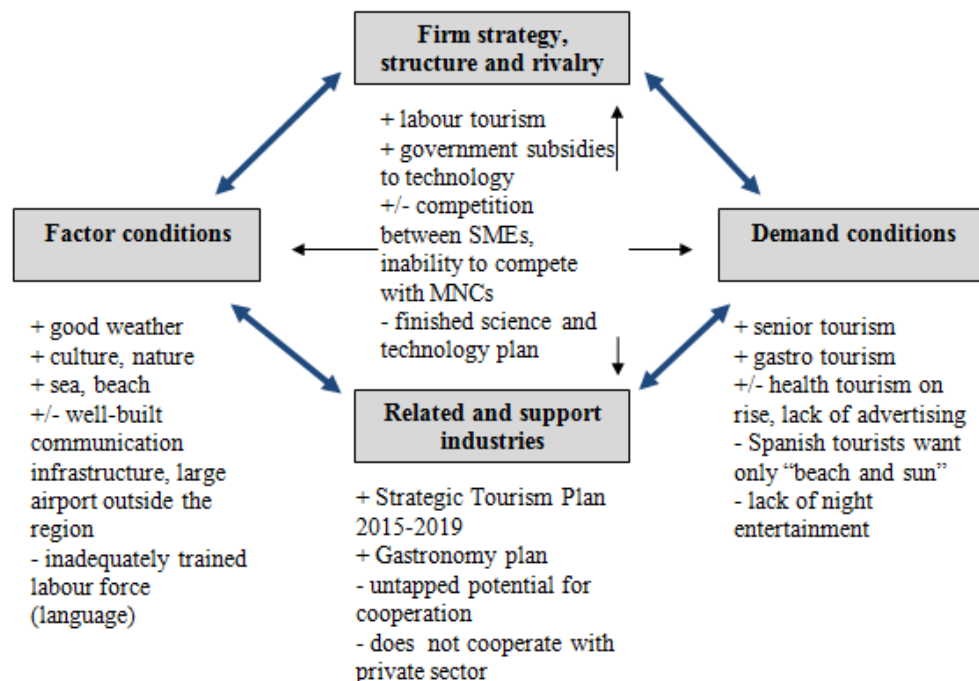 Firm strategy,
structure and rivalry
+ labour tourism
+ government subsidies
to technology
+/- competition
between SMEs,
inability to compete
with MNCs
- finished science and
technology plan
Factor conditions
+ good weather
+ culture, nature
+ sea, beach
+/- well-built
communication
infrastructure, large
airport outside the
region
- inadequately trained
labour force
(language)
Demand conditions
+ senior tourism
+ gastro tourism
+/- health tourism on
rise, lack of advertising
- Spanish tourists want
only “beach and sun”
- lack of night
entertainment
Related and support
industries
+ Strategic Tourism Plan
2015-2019
+ Gastronomy plan
- untapped potential for
cooperation
- does not cooperate with
private sector